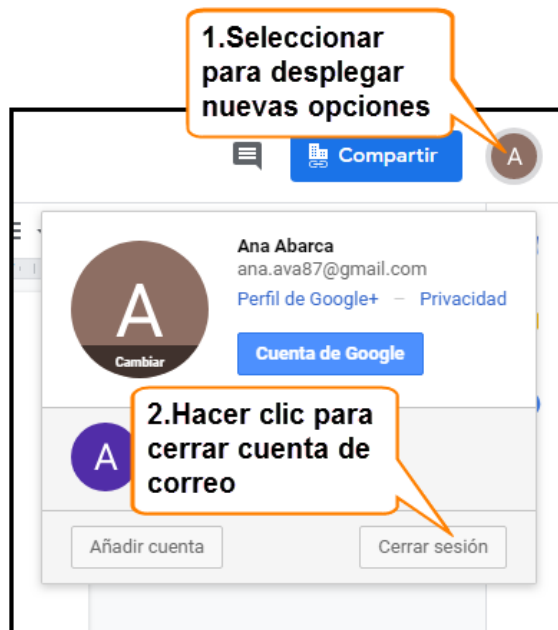 1.Seleccionar
para desplegar
nuevas opciones
Compartir
A
Ana Abarca
ana.ava87@gmail.com
Perfil de Google+ – Privacidad
A
Cambiar
Cuenta de Google
2.Hacer clic para
cerrar cuenta de
correo
A
Añadir cuenta
Cerrar sesión